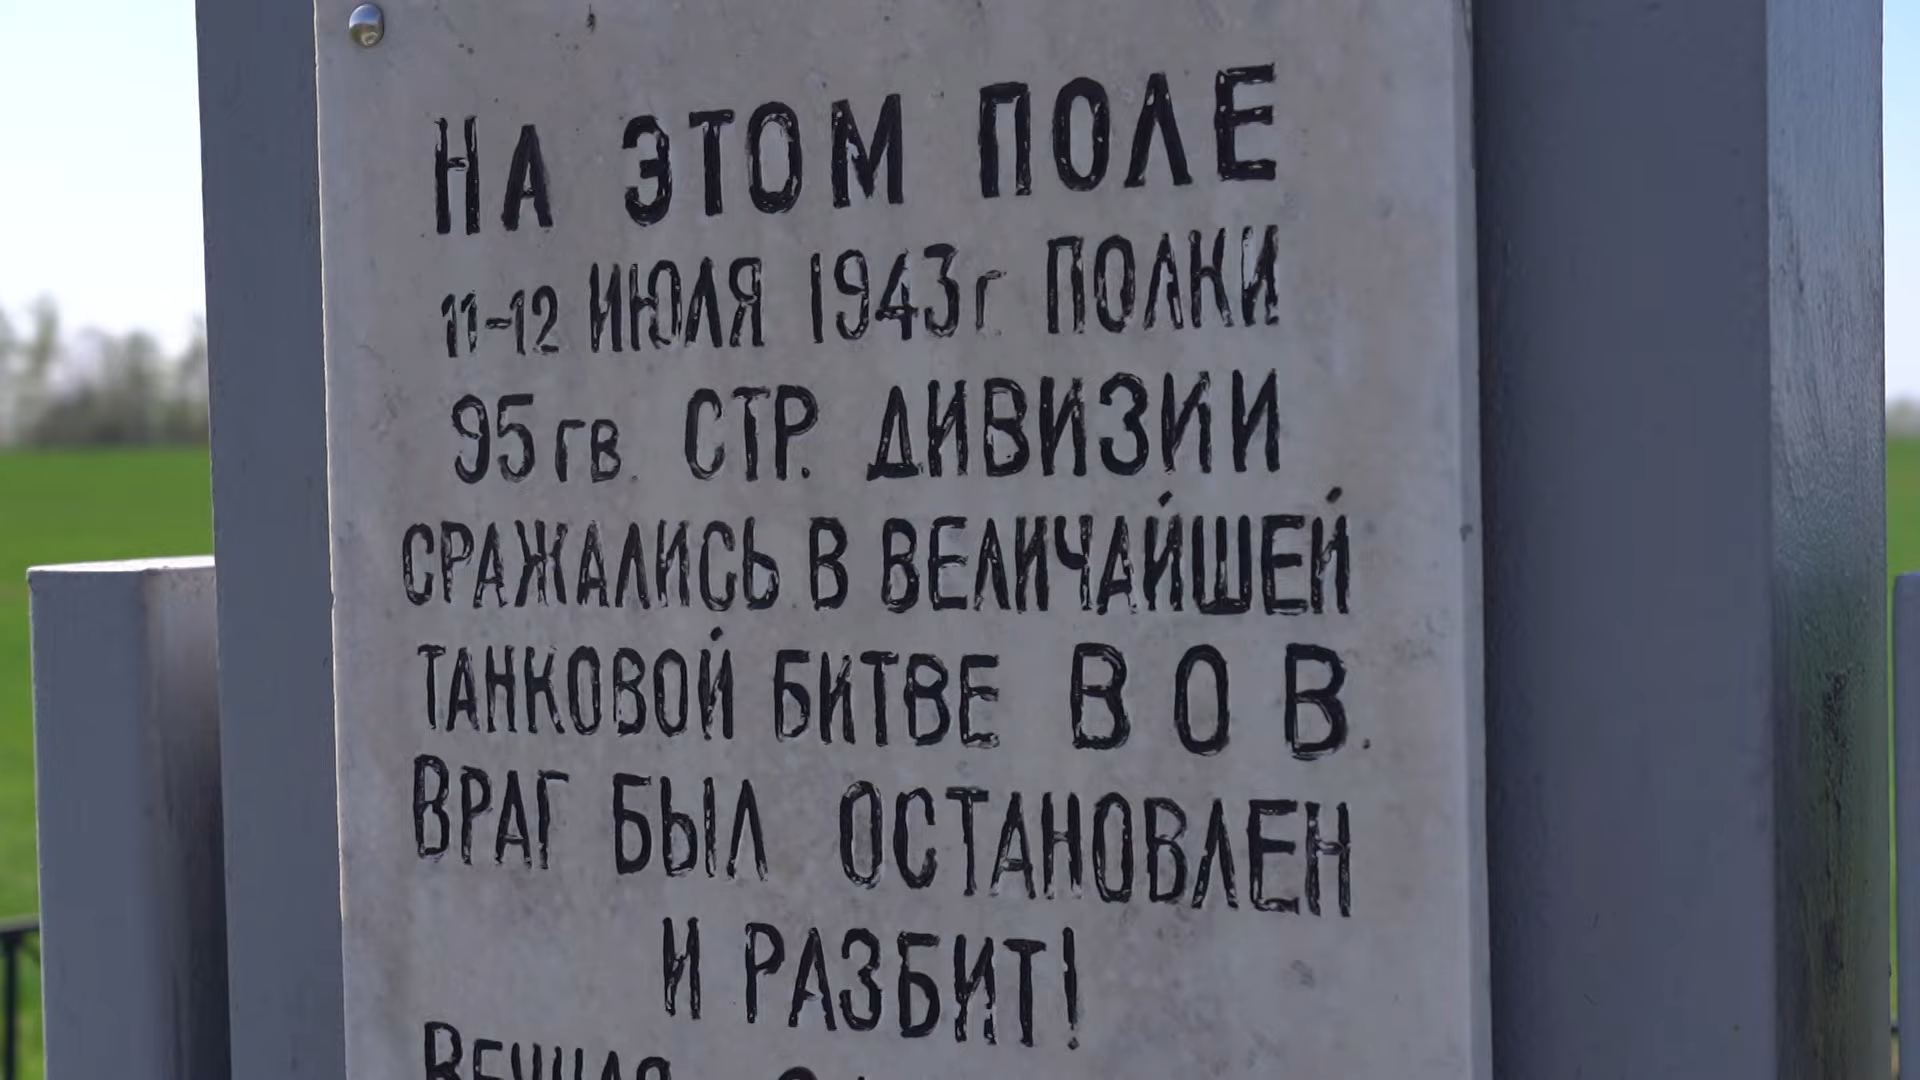 НА ЭТОМ ПОЛЕ
11-12 ИЮЛЯ 1943г ПОЛКИ
95 гв. СТР. ДИВИЗИИ
СРАЖАЛИСЬ В ВЕЛИЧАЙШЕЙ
ТАНКОВОЙ БИТВЕ В О В.
ВРАГ БЫЛ ОСТАНОВЛЕН
И РАЗБИТ!
ВЕЧНАЯ